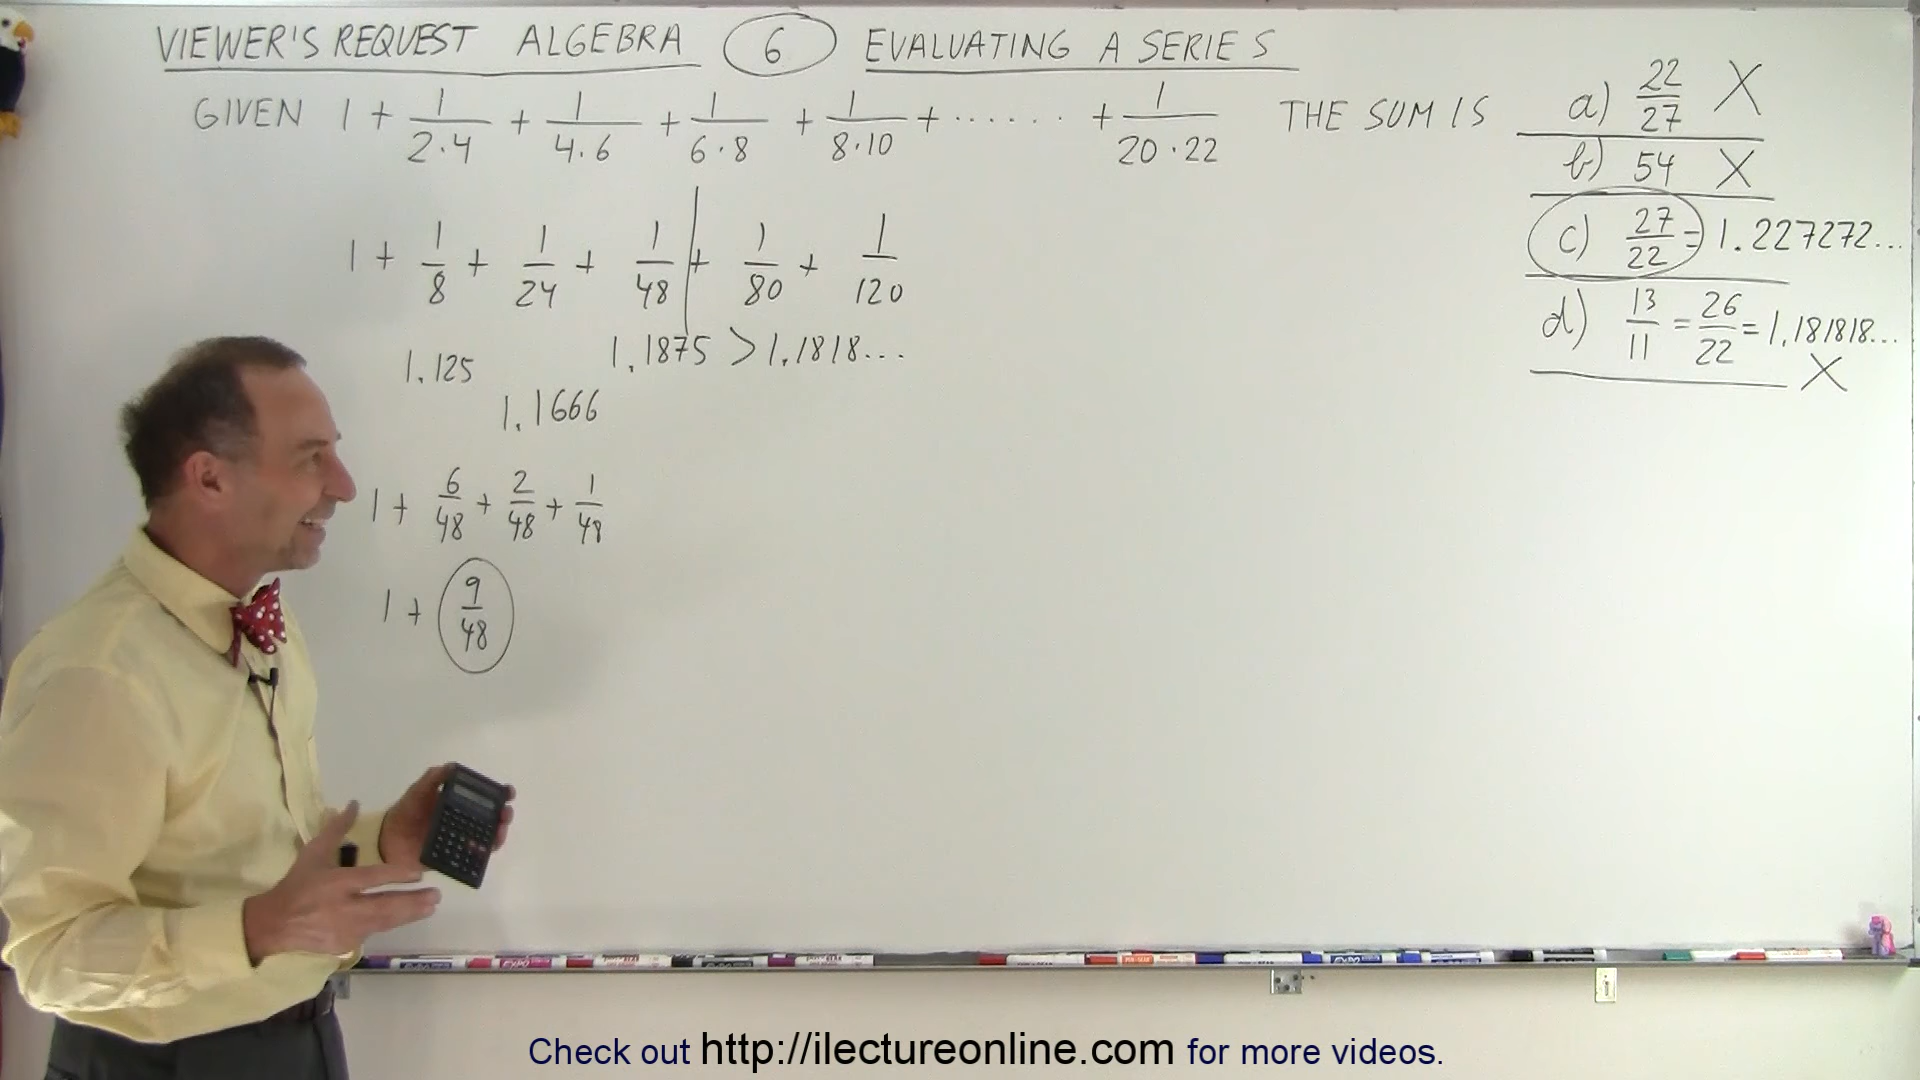 VIEWER'S REQUEST ALGEBRA 6 EVALUATING A SERIES
GIVEN 1 + 1/(2·4) + 1/(4·6) + 1/(6·8) + 1/(8·10) + ······ + 1/(20·22) THE SUM IS
a) 22/27 X
b) 54 X
c) 27/22 = 1.227272...
d) 13/11 = 26/22 = 1.181818... X
1 + 1/8 + 1/24 + 1/48 + 1/80 + 1/120
1.125
1.1666
1.1875 > 1.1818...
1 + 6/48 + 2/48 + 1/48
1 + 9/48
Check out http://ilectureonline.com for more videos.